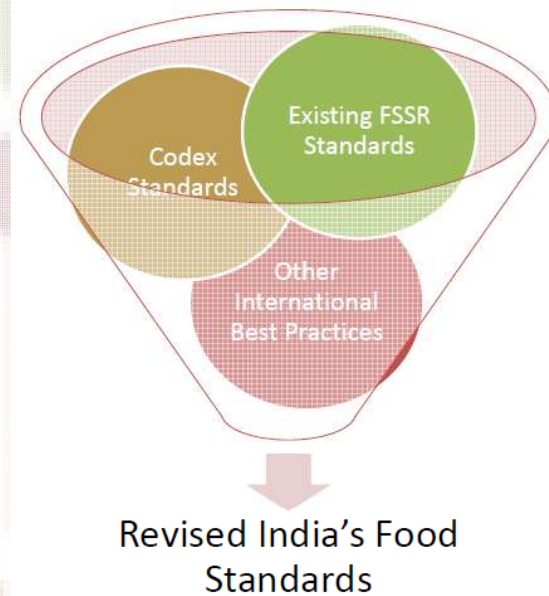 Existing FSSR
Standards
Codex
Standards
Other
International
Best Practices
Revised India's Food
Standards